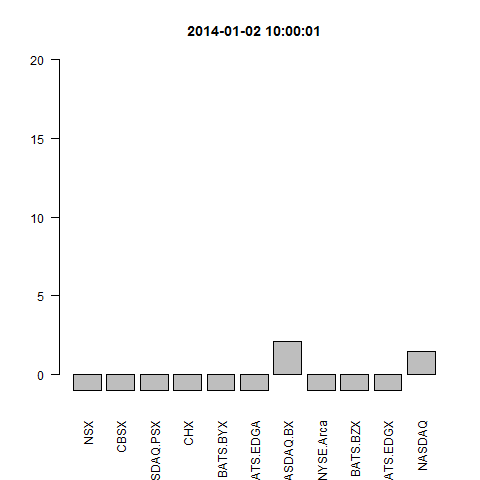 2014-01-02 10:00:01
20
15
10
5
0
NSX
CBSX
SDAQ.PSX
CHX
BATS.BYX
ATS.EDGA
ASDAQ.BX
NYSE.Arca
BATS.BZX
ATS.EDGX
NASDAQ